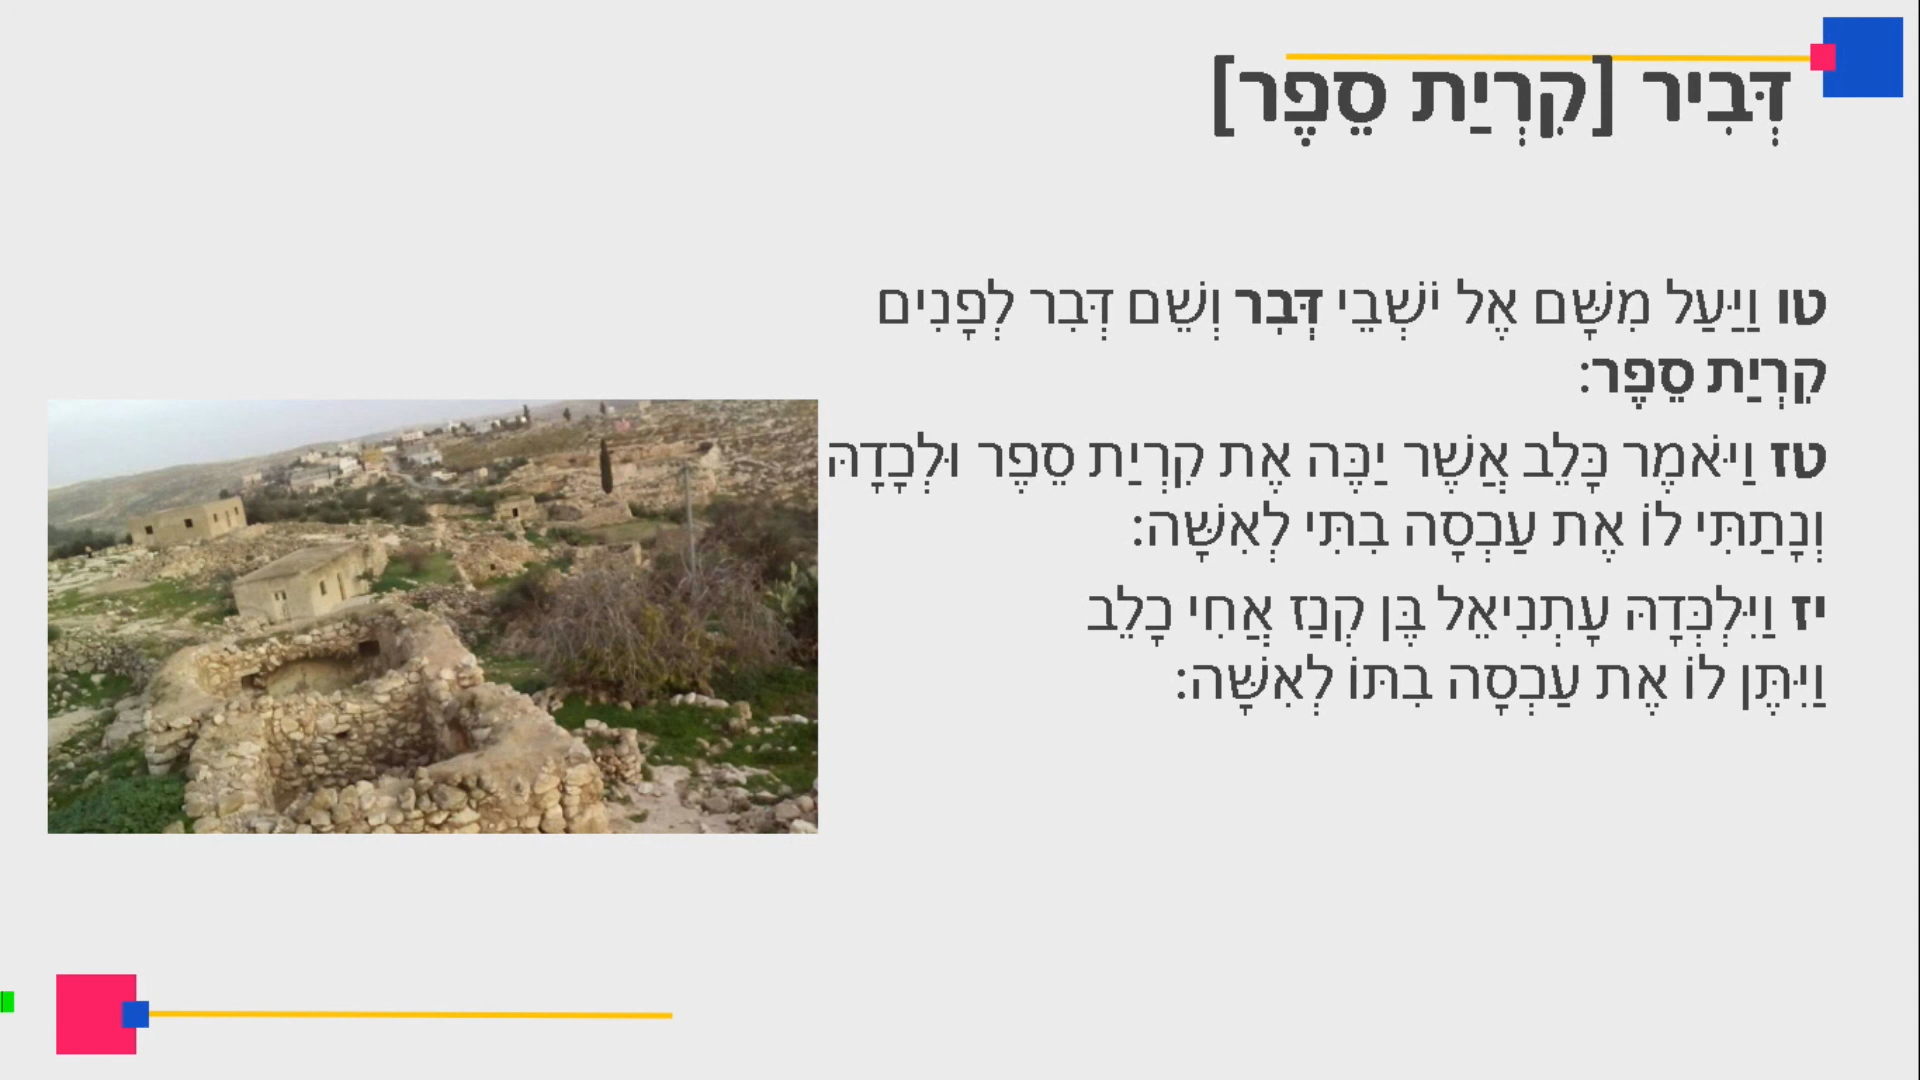 דְּבִיר [קִרְיַת סֵפֶר]
טו וַיַּעַל מִשָּׁם אֶל יֹשְׁבֵי דְּבִר וְשֵׁם דְּבִר לְפָנִים
קִרְיַת סֵפֶר:
טז וַיֹּאמֶר כָּלֵב אֲשֶׁר יַכֶּה אֶת קִרְיַת סֵפֶר וּלְכָדָהּ
וְנָתַתִּי לוֹ אֶת עַכְסָה בִתִּי לְאִשָּׁה:
יז וַיִּלְכְּדָהּ עָתְנִיאֵל בֶּן קְנַז אֲחִי כָלֵב
וַיִּתֶּן לוֹ אֶת עַכְסָה בִתּוֹ לְאִשָּׁה: